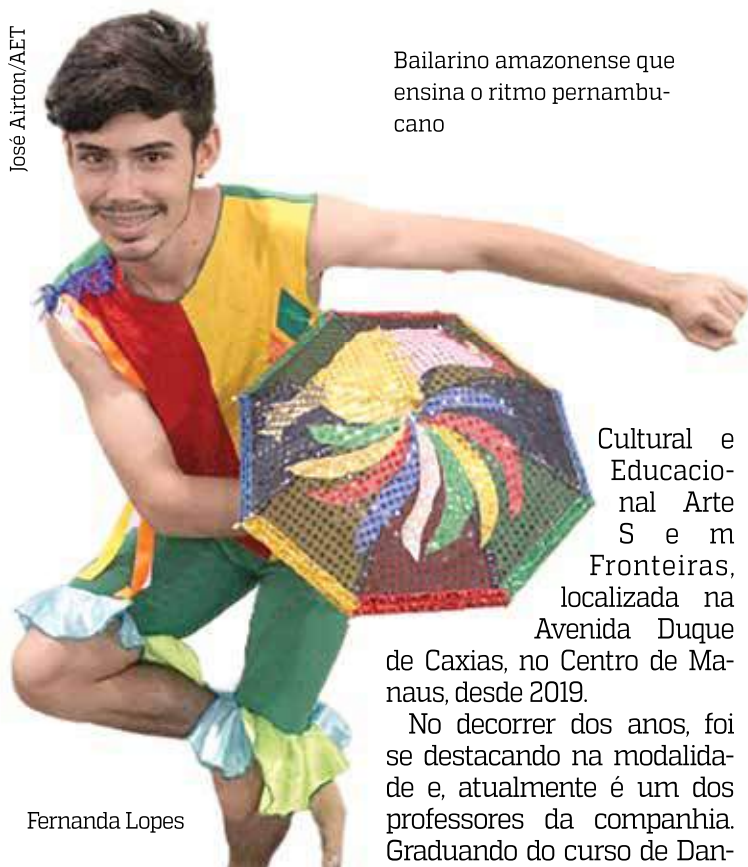 José Airton/AET
Bailarino amazonense que
ensina o ritmo pernambu-
cano
Fernanda Lopes
Cultural e
Educacio-
nal Arte
S e m
Fronteiras,
localizada na
Avenida Duque
de Caxias, no Centro de Ma-
naus, desde 2019.
No decorrer dos anos, foi
se destacando na modalida-
de e, atualmente é um dos
professores da companhia.
Graduando do curso de Dan-